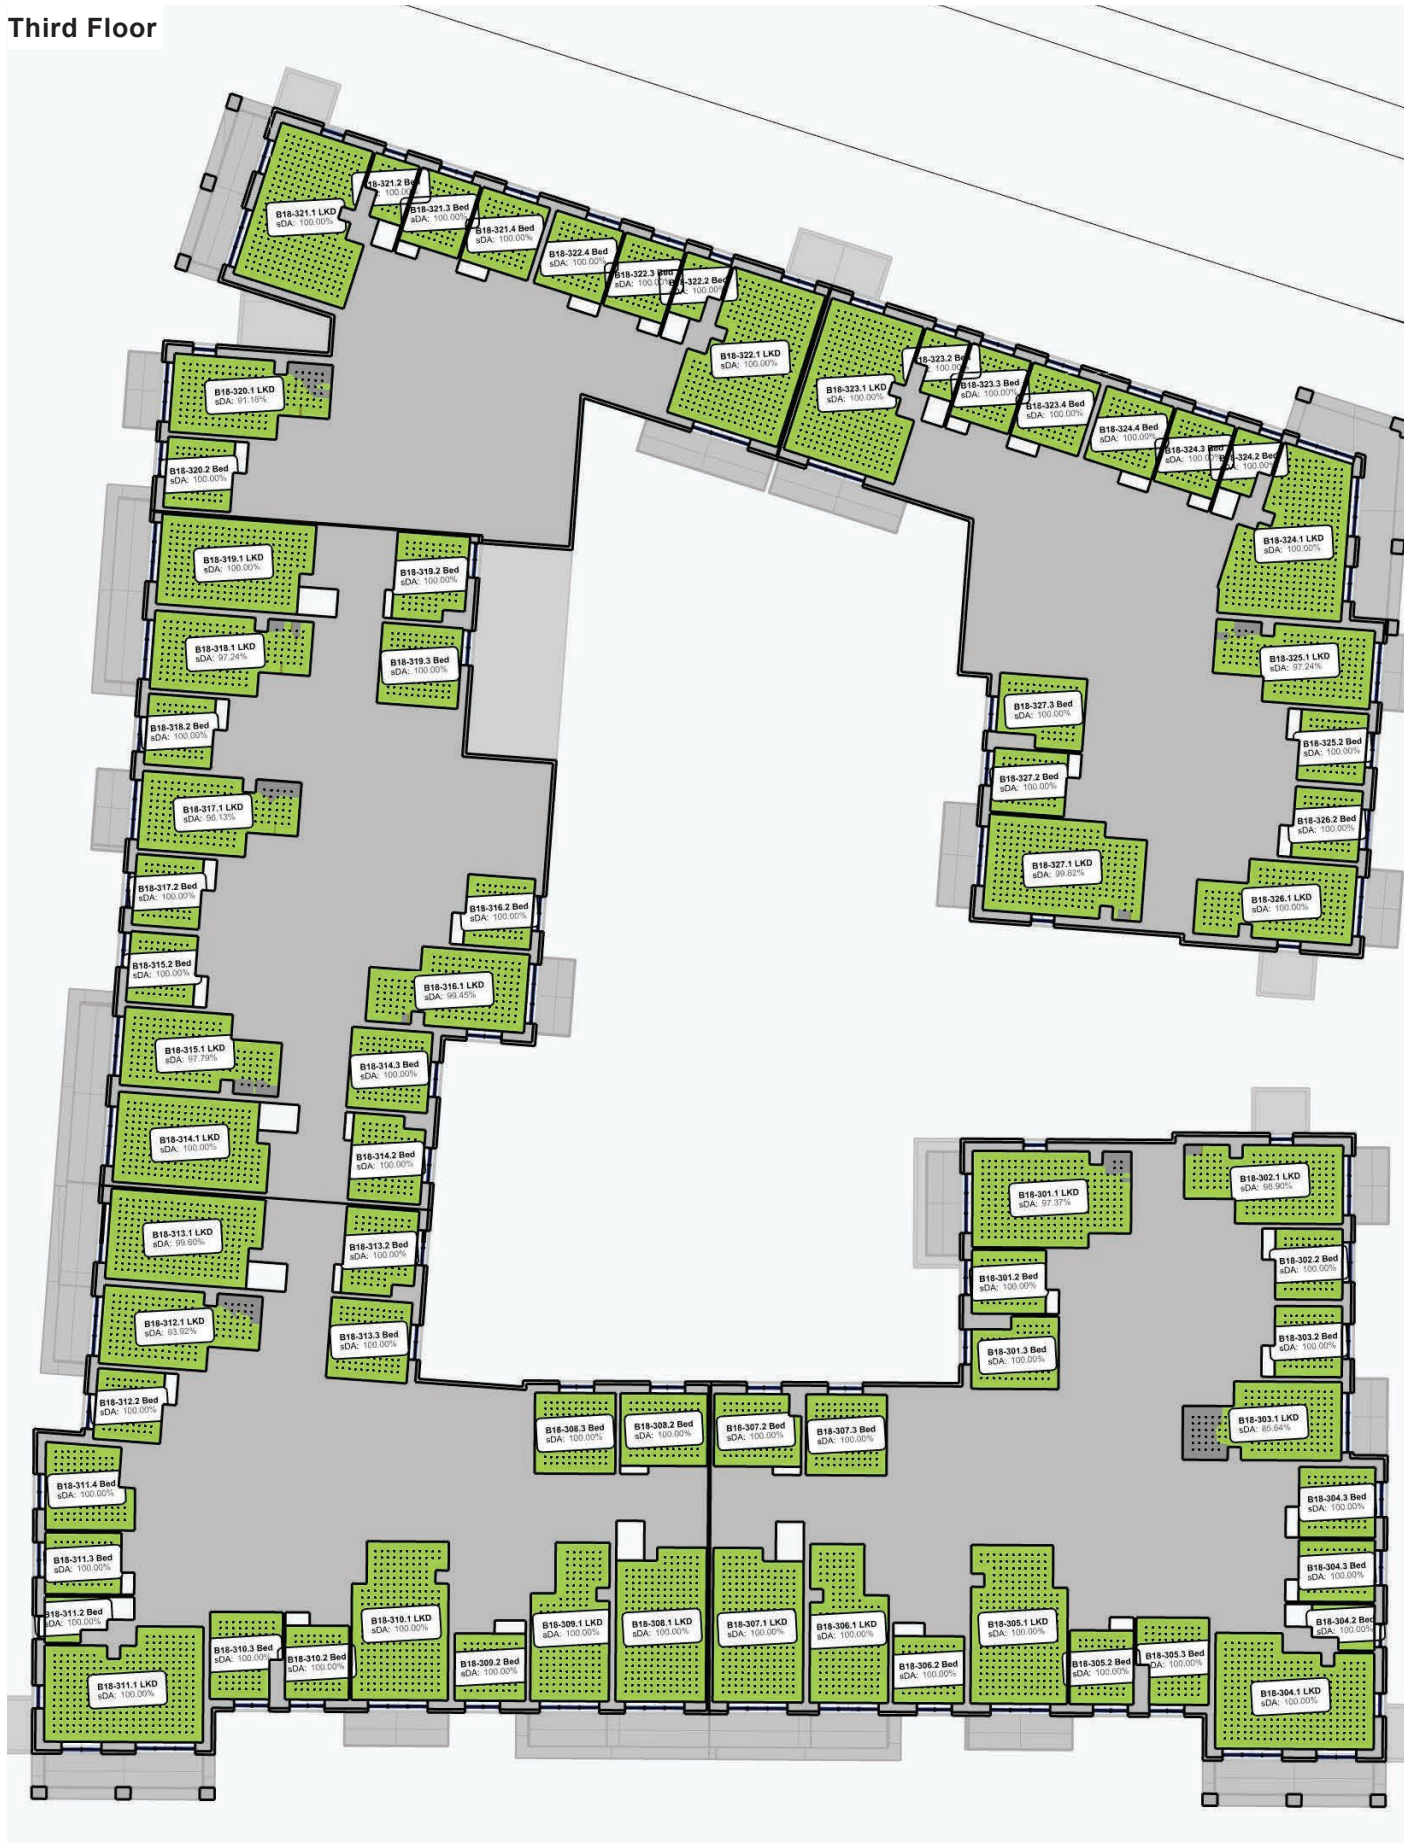 Third Floor
B18-321.1 LKD
sDA: 100.00%
B18-321.2 Bed
100.00%
B18-321.3 Bed
sDA: 100.00%
B18-321.4 Bed
sDA: 100.00%
B18-322.4 Bed
sDA: 100.00%
B18-322.3 Bed
sDA: 100.00%
B18-322.2 Bed
100.00%
B18-322.1 LKD
sDA: 100.00%
B18-323.1 LKD
sDA: 100.00%
B18-323.2 Bed
100.00%
B18-323.3 Bed
sDA: 100.00%
B18-323.4 Bed
sDA: 100.00%
B18-324.4 Bed
sDA: 100.00%
B18-324.3 Bed
sDA: 100.00%
B18-324.2 Bed
100.00%
B18-324.1 LKD
sDA: 100.00%
B18-320.1 LKD
sDA: 91.16%
B18-320.2 Bed
sDA: 100.00%
B18-319.1 LKD
sDA: 100.00%
B18-319.2 Bed
sDA: 100.00%
B18-318.1 LKD
sDA: 97.24%
B18-319.3 Bed
sDA: 100.00%
B18-325.1 LKD
sDA: 97.24%
B18-318.2 Bed
sDA: 100.00%
B18-327.3 Bed
sDA: 100.00%
B18-325.2 Bed
sDA: 100.00%
B18-317.1 LKD
sDA: 96.13%
B18-327.2 Bed
sDA: 100.00%
B18-326.2 Bed
sDA: 100.00%
B18-317.2 Bed
sDA: 100.00%
B18-327.1 LKD
sDA: 99.62%
B18-326.1 LKD
sDA: 100.00%
B18-316.2 Bed
sDA: 100.00%
B18-315.2 Bed
sDA: 100.00%
B18-316.1 LKD
sDA: 99.45%
B18-315.1 LKD
sDA: 97.79%
B18-314.3 Bed
sDA: 100.00%
B18-314.1 LKD
sDA: 100.00%
B18-314.2 Bed
sDA: 100.00%
B18-301.1 LKD
sDA: 97.37%
B18-302.1 LKD
sDA: 98.90%
B18-313.1 LKD
sDA: 99.60%
B18-313.2 Bed
sDA: 100.00%
B18-301.2 Bed
sDA: 100.00%
B18-302.2 Bed
sDA: 100.00%
B18-312.1 LKD
sDA: 93.92%
B18-313.3 Bed
sDA: 100.00%
B18-301.3 Bed
sDA: 100.00%
B18-303.2 Bed
sDA: 100.00%
B18-312.2 Bed
sDA: 100.00%
B18-308.3 Bed
sDA: 100.00%
B18-308.2 Bed
sDA: 100.00%
B18-307.2 Bed
sDA: 100.00%
B18-307.3 Bed
sDA: 100.00%
B18-303.1 LKD
sDA: 85.64%
B18-311.4 Bed
sDA: 100.00%
B18-304.3 Bed
sDA: 100.00%
B18-311.3 Bed
sDA: 100.00%
B18-304.3 Bed
sDA: 100.00%
B18-311.2 Bed
sDA: 100.00%
B18-310.3 Bed
sDA: 100.00%
B18-310.2 Bed
sDA: 100.00%
B18-310.1 LKD
sDA: 100.00%
B18-309.2 Bed
sDA: 100.00%
B18-309.1 LKD
sDA: 100.00%
B18-308.1 LKD
sDA: 100.00%
B18-307.1 LKD
sDA: 100.00%
B18-306.1 LKD
sDA: 100.00%
B18-306.2 Bed
sDA: 100.00%
B18-305.1 LKD
sDA: 100.00%
B18-305.2 Bed
sDA: 100.00%
B18-305.3 Bed
sDA: 100.00%
B18-304.2 Bed
sDA: 100.00%
B18-311.1 LKD
sDA: 100.00%
B18-304.1 LKD
sDA: 100.00%